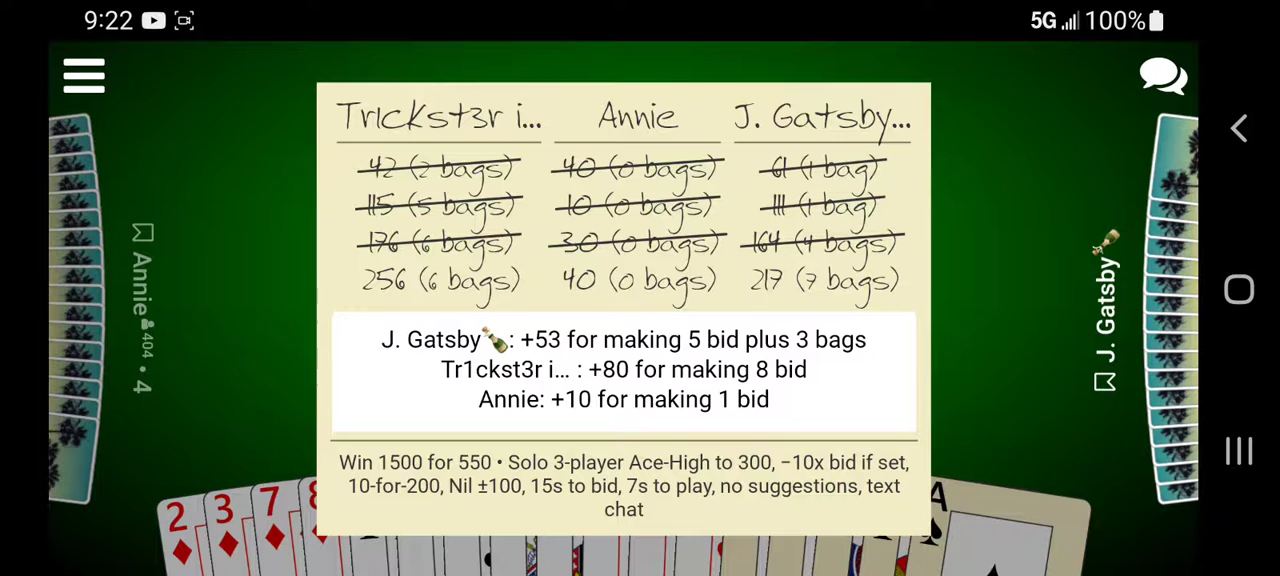 9:22 5G 100%
Tr1ckst3r i... Annie J. Gatsby...
42 (2 bags) 40 (0 bags) 61 (1 bag)
115 (5 bags) 10 (0 bags) 111 (1 bag)
176 (6 bags) 30 (0 bags) 164 (4 bags)
256 (6 bags) 40 (0 bags) 217 (7 bags)
J. Gatsby🍾: +53 for making 5 bid plus 3 bags
Tr1ckst3r i... : +80 for making 8 bid
Annie: +10 for making 1 bid
Win 1500 for 550 • Solo 3-player Ace-High to 300, −10x bid if set,
10-for-200, Nil ±100, 15s to bid, 7s to play, no suggestions, text
chat
Annie 404 • 4
J. Gatsby🍾
2 3 7 8 A